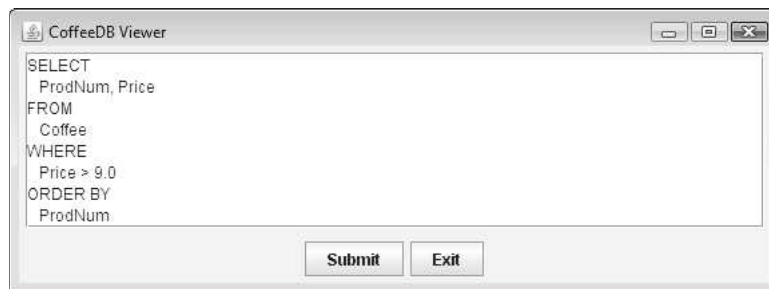 CoffeeDB Viewer
SELECT
ProdNum, Price
FROM
Coffee
WHERE
Price > 9.0
ORDER BY
ProdNum
Submit Exit